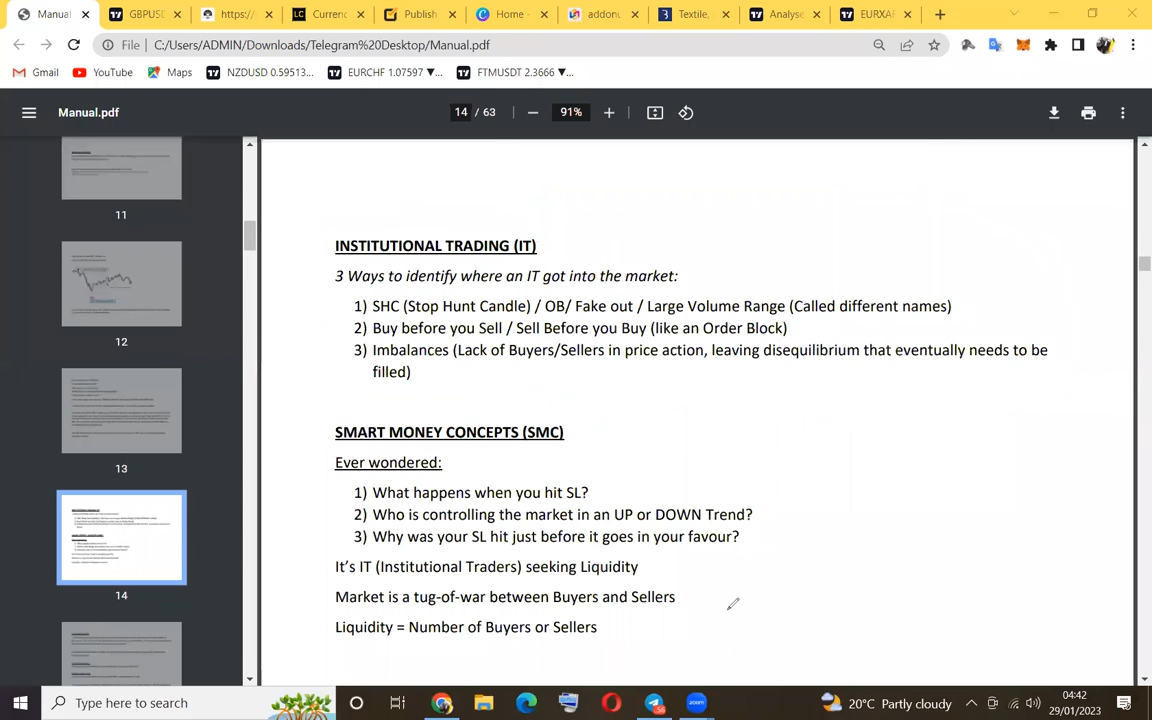 Manual
GBPUS
https://
Currenc
Publish
Home -
addonu
Textile,
Analyse
EURXA
File
C:/Users/ADMIN/Downloads/Telegram%20Desktop/Manual.pdf
Gmail
YouTube
Maps
NZDUSD 0.59513...
EURCHF 1.07597 ▼...
FTMUSDT 2.3666 ▼...
Manual.pdf
14 / 63
91%
11
12
13
14
INSTITUTIONAL TRADING (IT)
3 Ways to identify where an IT got into the market:
1) SHC (Stop Hunt Candle) / OB/ Fake out / Large Volume Range (Called different names)
2) Buy before you Sell / Sell Before you Buy (like an Order Block)
3) Imbalances (Lack of Buyers/Sellers in price action, leaving disequilibrium that eventually needs to be
filled)
SMART MONEY CONCEPTS (SMC)
Ever wondered:
1) What happens when you hit SL?
2) Who is controlling the market in an UP or DOWN Trend?
3) Why was your SL hit just before it goes in your favour?
It's IT (Institutional Traders) seeking Liquidity
Market is a tug-of-war between Buyers and Sellers
Liquidity = Number of Buyers or Sellers
Type here to search
20°C Partly cloudy
04:42
29/01/2023